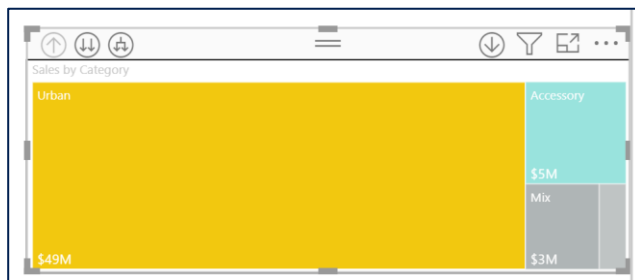 Sales by Category
Urban
Accessory
$5M
Mix
$49M
$3M